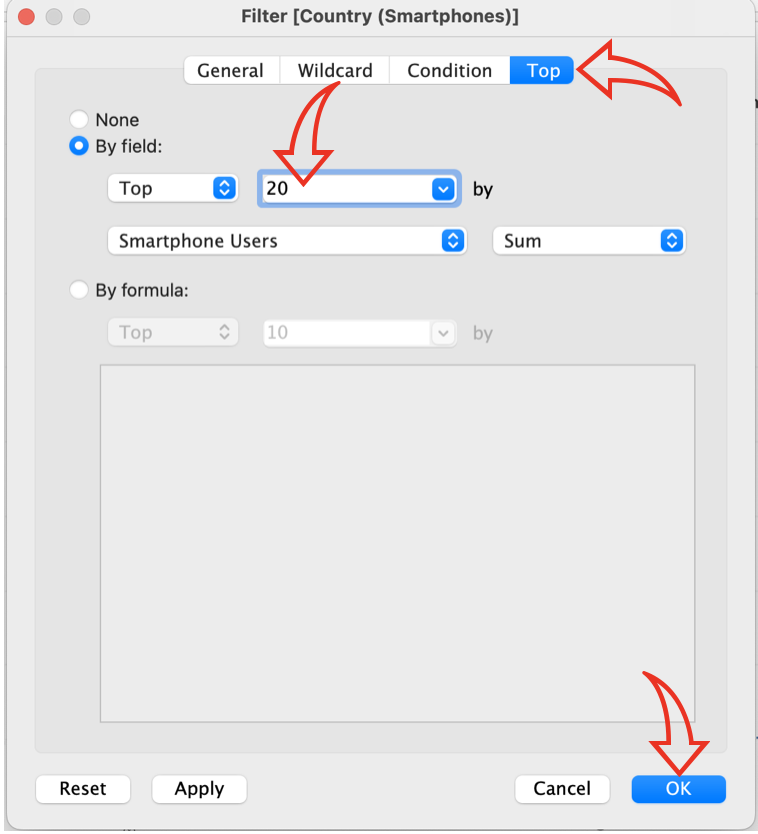 Filter [Country (Smartphones)]
General Wildcard Condition Top
None
By field:
Top 20 by
Smartphone Users Sum
By formula:
Top 10 by
Reset Apply Cancel OK